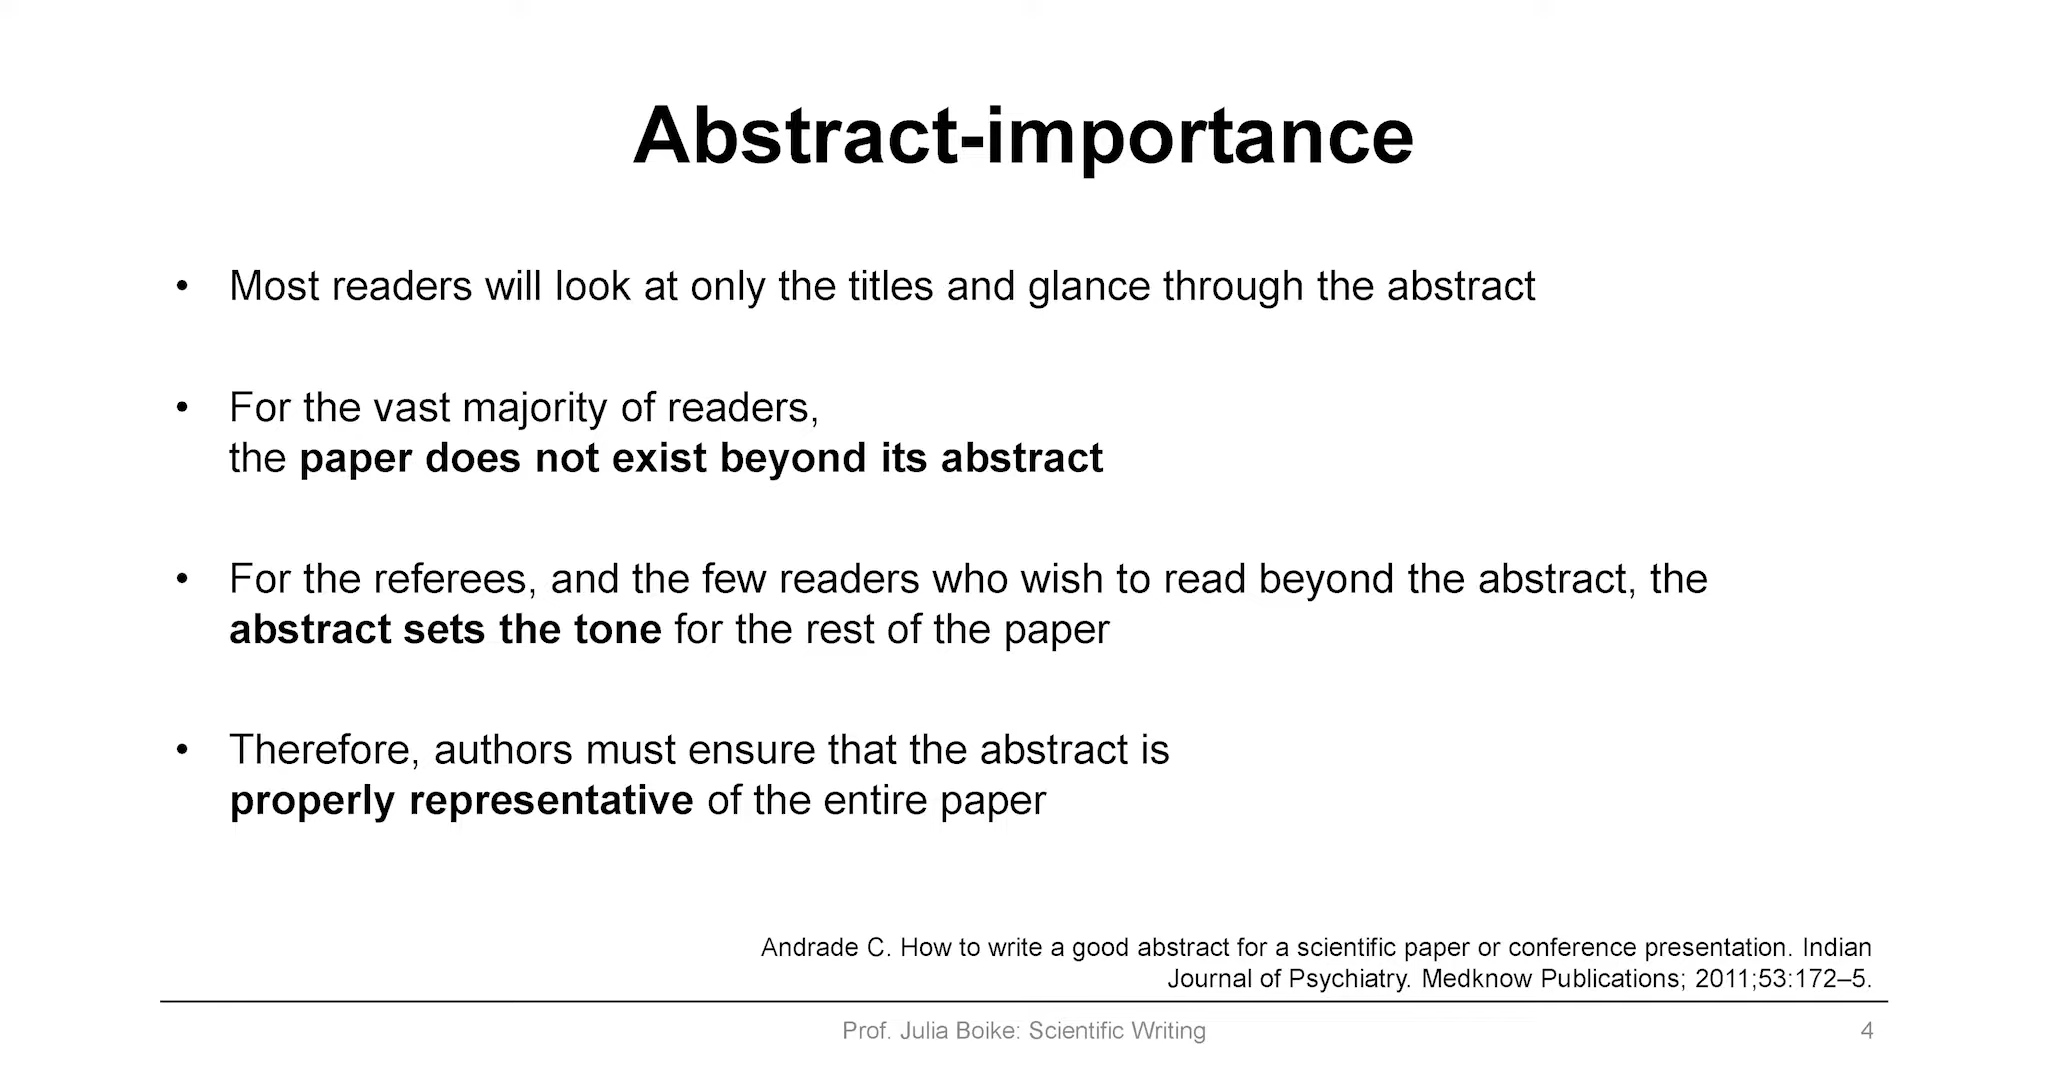 Abstract-importance
• Most readers will look at only the titles and glance through the abstract
• For the vast majority of readers,
the paper does not exist beyond its abstract
• For the referees, and the few readers who wish to read beyond the abstract, the
abstract sets the tone for the rest of the paper
• Therefore, authors must ensure that the abstract is
properly representative of the entire paper
Andrade C. How to write a good abstract for a scientific paper or conference presentation. Indian
Journal of Psychiatry. Medknow Publications; 2011;53:172–5.
Prof. Julia Boike: Scientific Writing
4